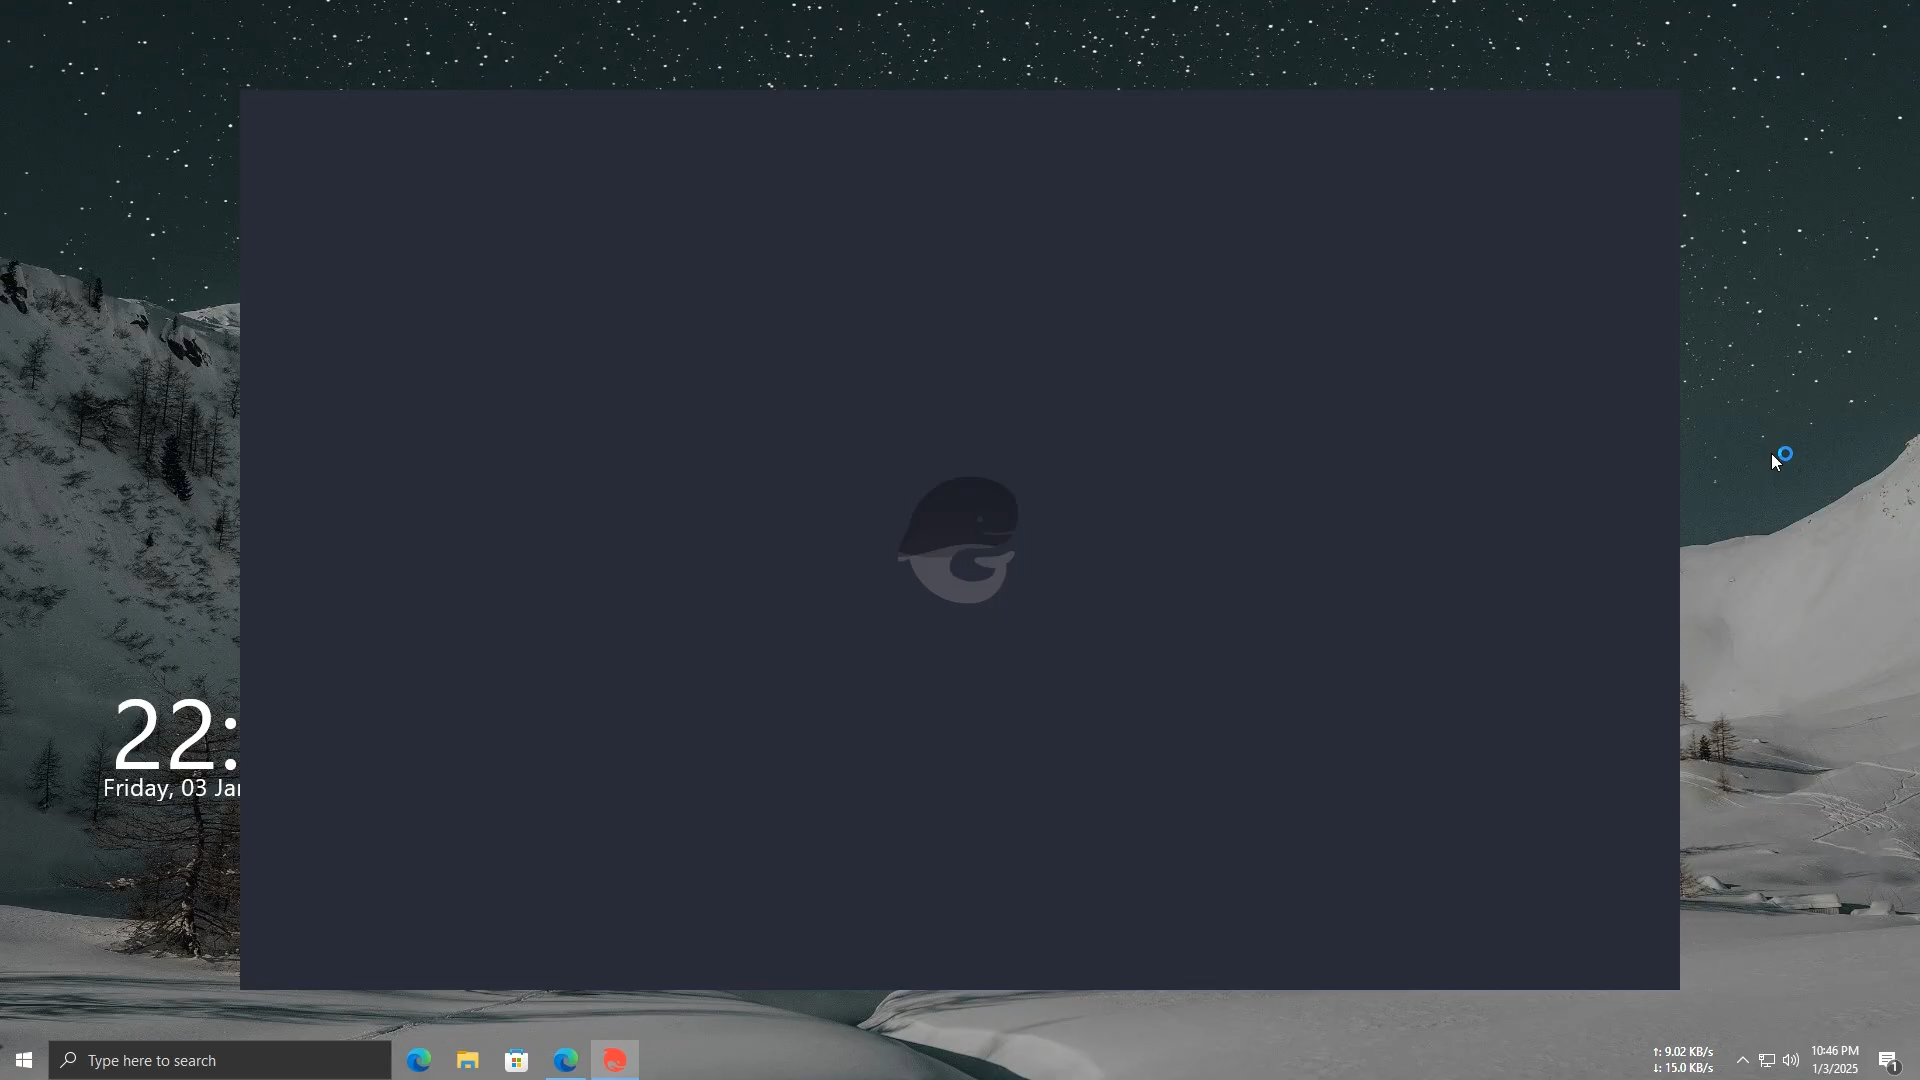 22:
Friday, 03 Jan
Type here to search
↑: 9.02 KB/s
↓: 15.0 KB/s
10:46 PM
1/3/2025
1